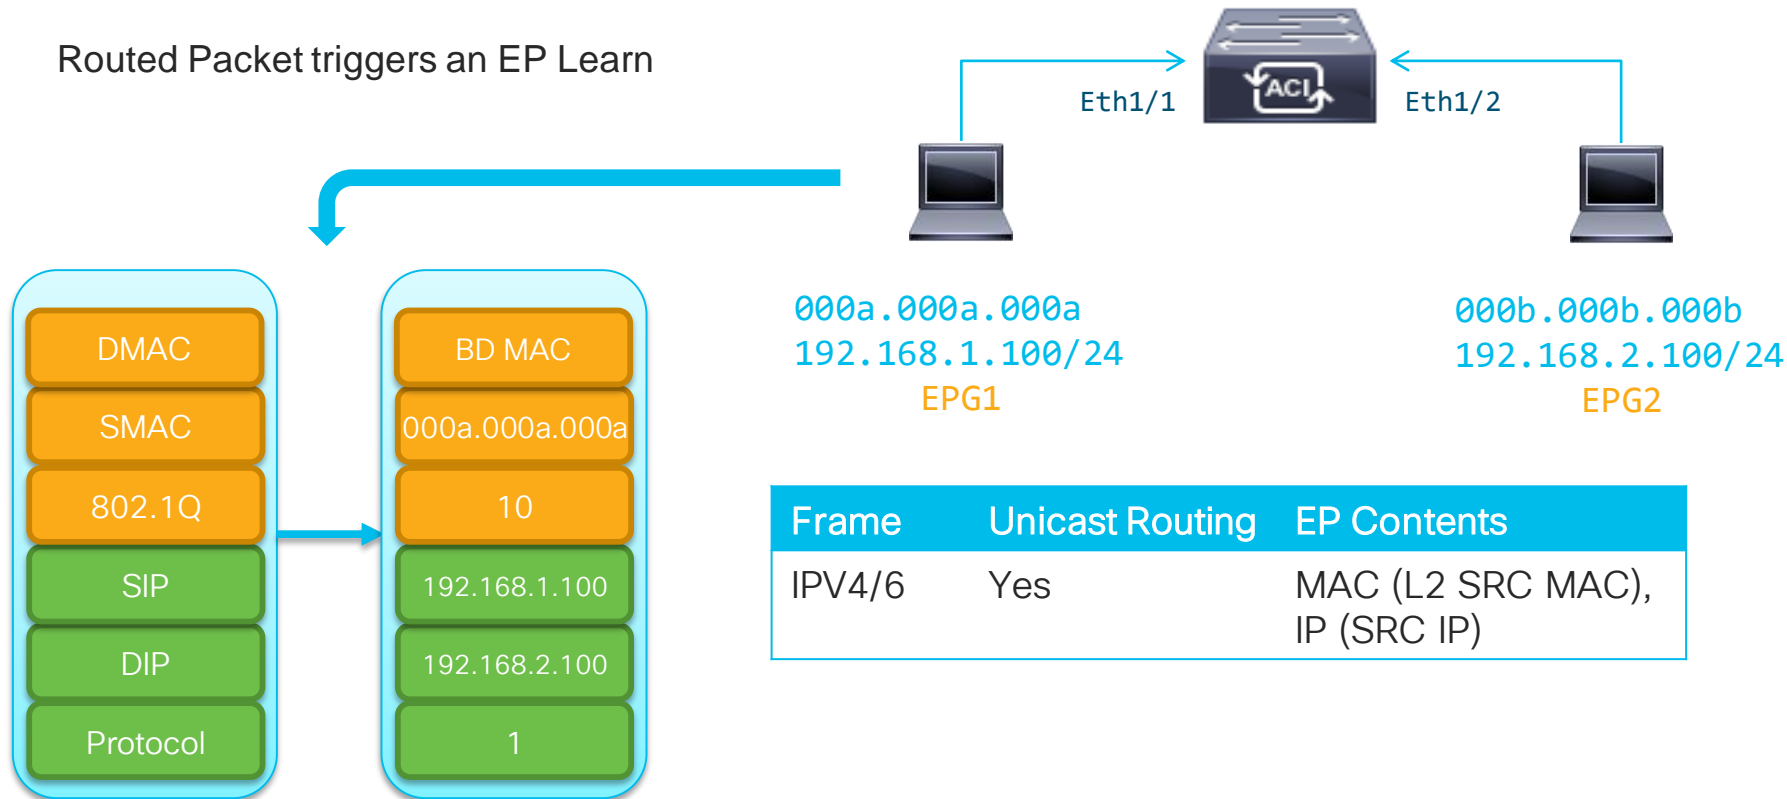 Routed Packet triggers an EP Learn
ACI
Eth1/1
Eth1/2
000a.000a.000a
192.168.1.100/24
EPG1
000b.000b.000b
192.168.2.100/24
EPG2
DMAC
SMAC
802.1Q
SIP
DIP
Protocol
BD MAC
000a.000a.000a
10
192.168.1.100
192.168.2.100
1
Frame Unicast Routing EP Contents
IPV4/6 Yes MAC (L2 SRC MAC),
IP (SRC IP)